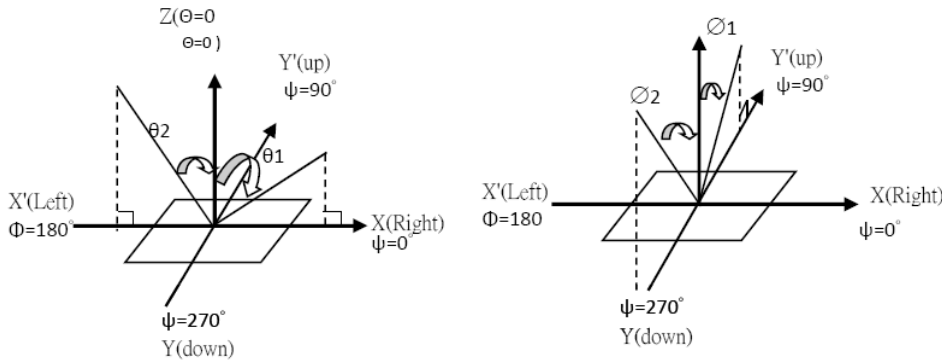 Z(Θ=0
Θ=0 )
Y'(up)
ψ=90°
θ2
θ1
X'(Left)
Φ=180°
X(Right)
ψ=0°
ψ=270°
Y(down)
∅1
Y'(up)
ψ=90°
∅2
X'(Left)
Φ=180
X(Right)
ψ=0°
ψ=270°
Y(down)